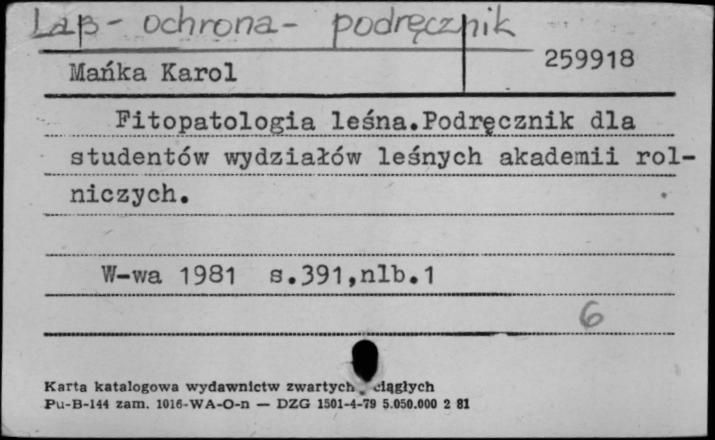 Las - ochrona - podręcznik
Mańka Karol
259918
Fitopatologia leśna.Podręcznik dla
studentów wydziałów leśnych akademii rol-
niczych.
W-wa 1981 s.391,nlb.1
6
Karta katalogowa wydawnictw zwartych ciągłych
Pu-B-144 zam. 1016-WA-O-n — DZG 1501-4-79 5.050.000 2 81